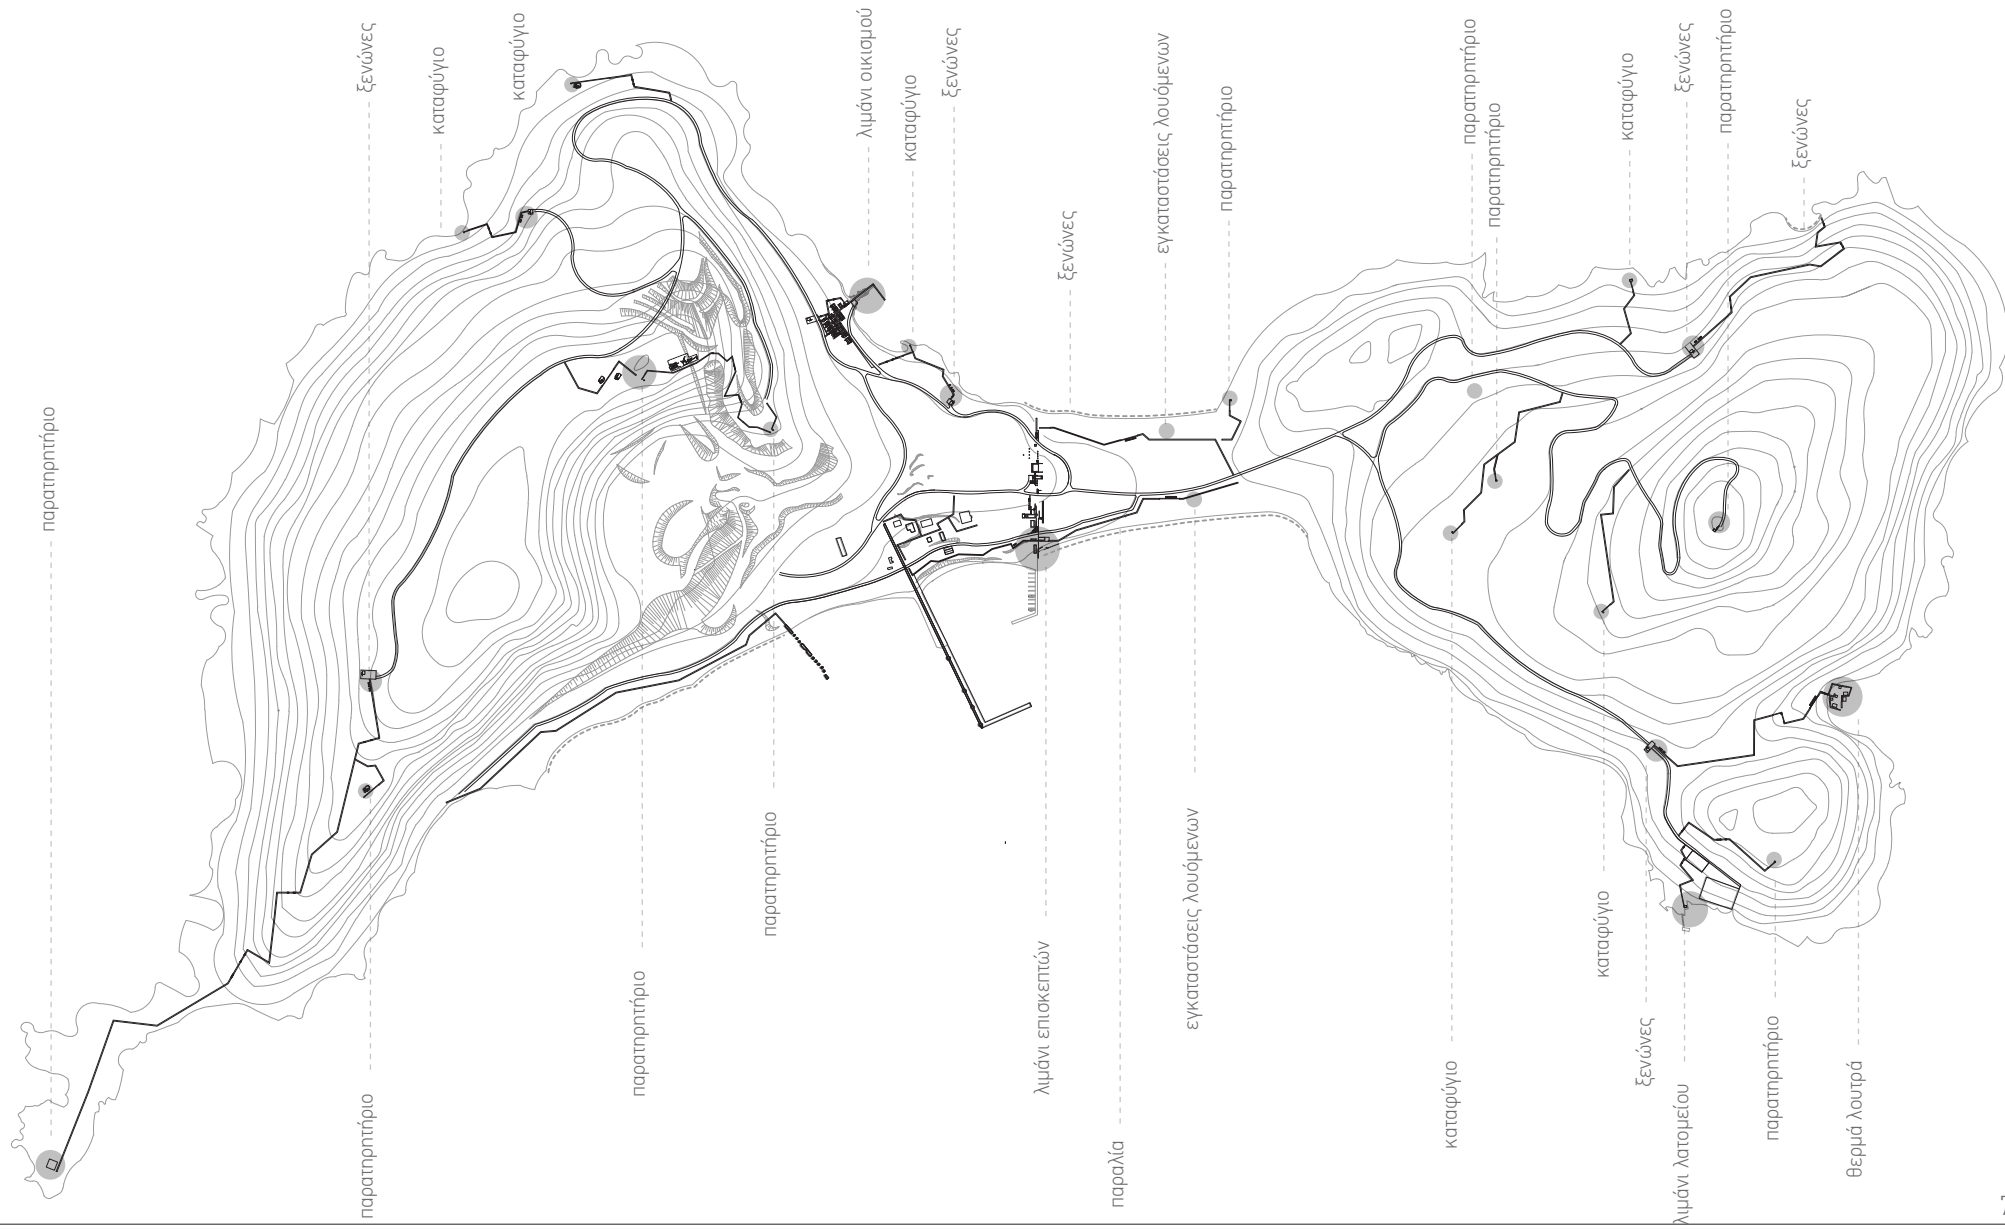 ξενώνες
καταφύγιο
καταφύγιο
λιμάνι οικισμού
καταφύγιο
ξενώνες
ξενώνες
εγκαταστάσεις λουόμενων
παρατηρητήριο
παρατηρητήριο
παρατηρητήριο
καταφύγιο
ξενώνες
παρατηρητήριο
ξενώνες
παρατηρητήριο
παρατηρητήριο
παρατηρητήριο
παρατηρητήριο
λιμάνι επισκεπτών
παραλία
εγκαταστάσεις λουόμενων
καταφύγιο
καταφύγιο
ξενώνες
λιμάνι λατομείου
παρατηρητήριο
θερμά λουτρά